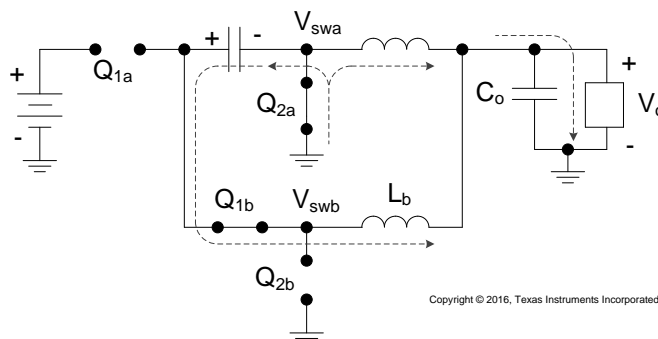 Vswa
+ -
+
Q1a
Q2a
Co
+
Vo
-
-
Q1b
Vswb
Lb
Q2b
Copyright © 2016, Texas Instruments Incorporated